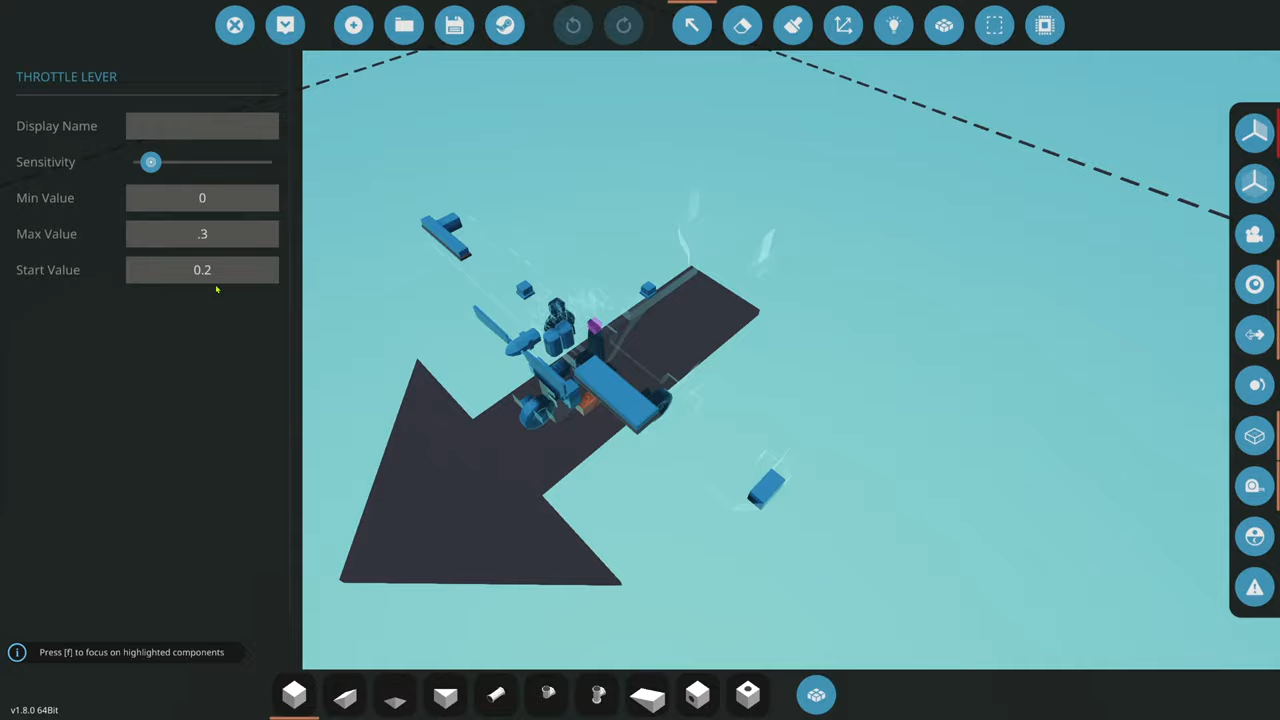 THROTTLE LEVER
Display Name
Sensitivity
Min Value 0
Max Value .3
Start Value 0.2
Press [f] to focus on highlighted components
v1.8.0 64Bit